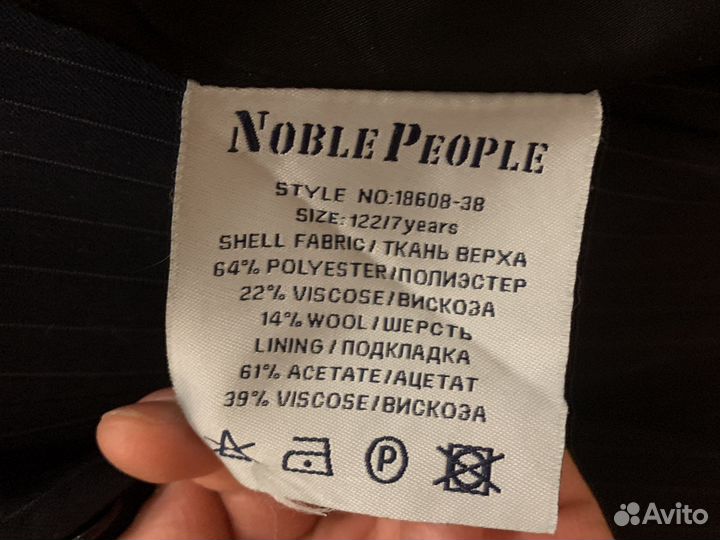 NOBLE PEOPLE
STYLE NO:18608-38
SIZE: 122/7years
SHELL FABRIC / ТКАНЬ ВЕРХА
64% POLYESTER/ПОЛИЭСТЕР
22% VISCOSE/ВИСКОЗА
14% WOOL/ШЕРСТЬ
LINING / ПОДКЛАДКА
61% ACETATE/АЦЕТАТ
39% VISCOSE/ВИСКОЗА
P
Avito